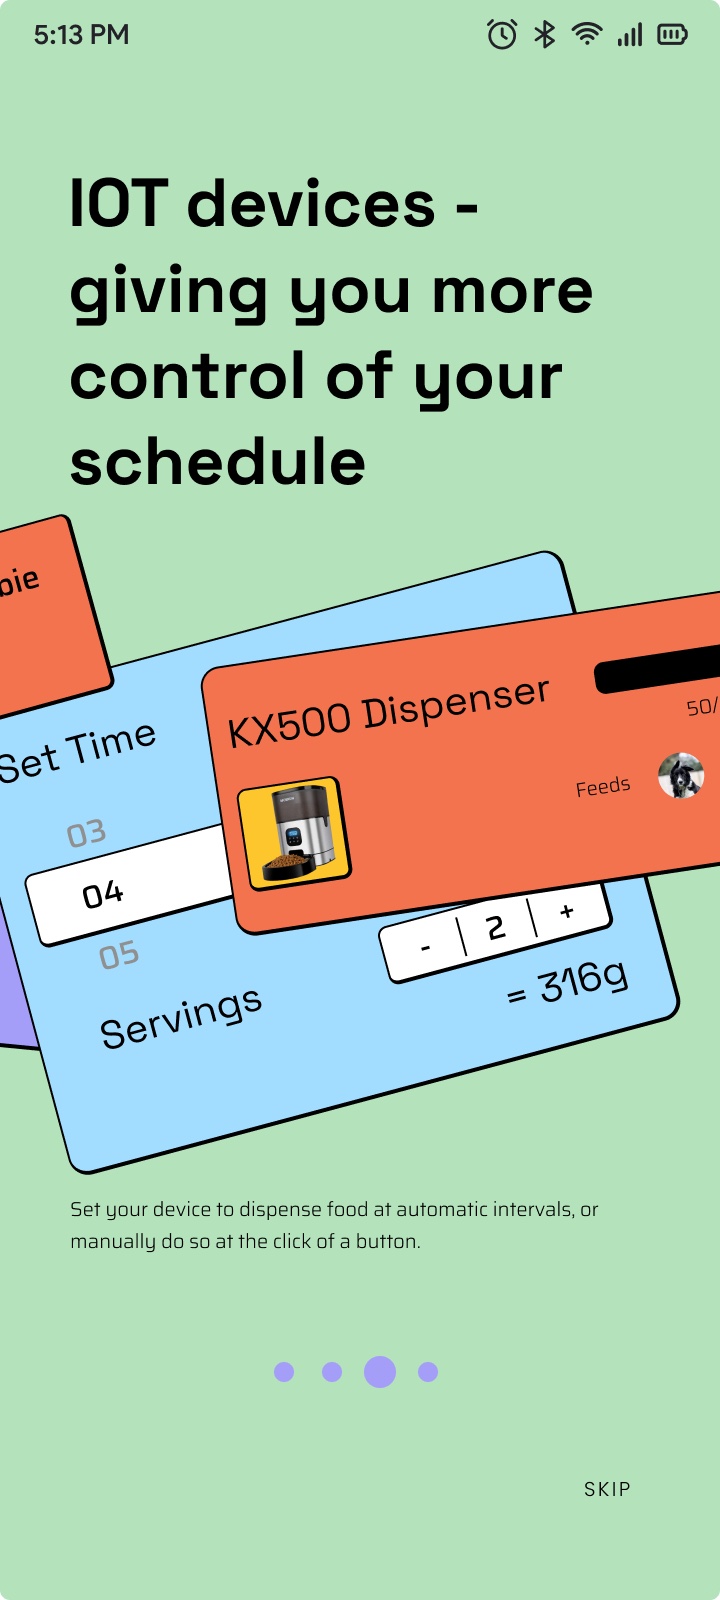 5:13 PM
IOT devices -
giving you more
control of your
schedule
bie
Set Time
KX500 Dispenser
50/
Feeds
03
04
05
- 2 +
Servings
= 316g
Set your device to dispense food at automatic intervals, or
manually do so at the click of a button.
SKIP